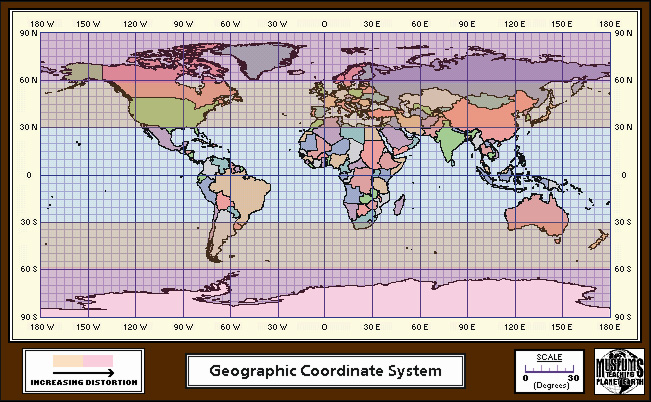 180 W 150 W 120 W 90 W 60 W 30 W 0 30 E 60 E 90 E 120 E 150 E 180 E
90 N 90 N
60 N 60 N
30 N 30 N
0 0
30 S 30 S
60 S 60 S
90 S 90 S
180 W 150 W 120 W 90 W 60 W 30 W 0 30 E 60 E 90 E 120 E 150 E 180 E
INCREASING DISTORTION
Geographic Coordinate System
SCALE
0 30
(Degrees)
MUSEUMS
TEACHING
PLANET EARTH